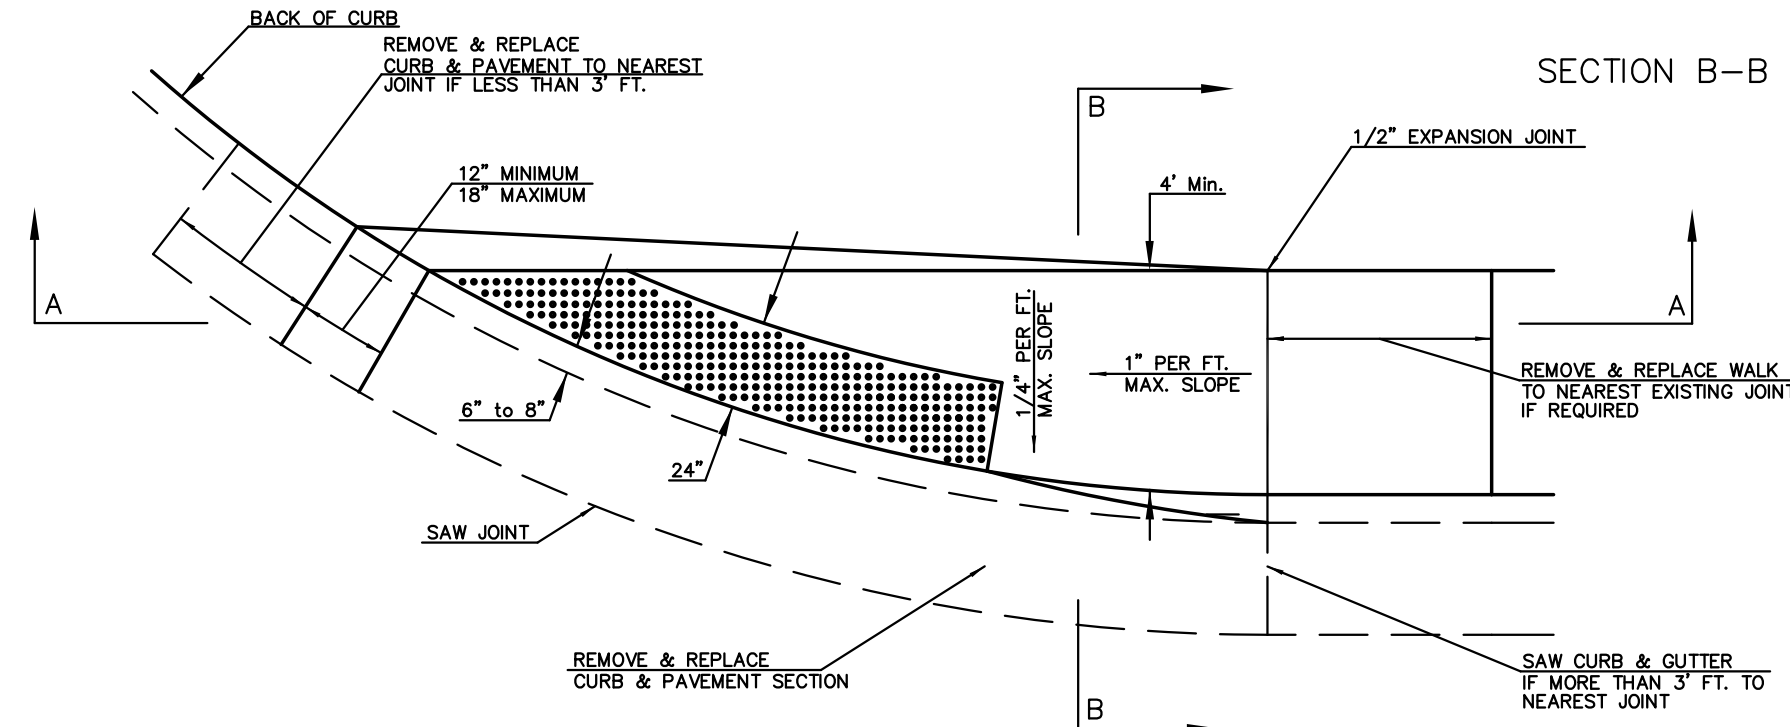 BACK OF CURB
REMOVE & REPLACE
CURB & PAVEMENT TO NEAREST
JOINT IF LESS THAN 3' FT.
SECTION B-B
B
1/2" EXPANSION JOINT
12" MINIMUM
18" MAXIMUM
4' Min.
A
A
1/4" PER FT.
MAX. SLOPE
1" PER FT.
MAX. SLOPE
REMOVE & REPLACE WALK
TO NEAREST EXISTING JOINT
IF REQUIRED
6" to 8"
24"
SAW JOINT
REMOVE & REPLACE
CURB & PAVEMENT SECTION
SAW CURB & GUTTER
IF MORE THAN 3' FT. TO
NEAREST JOINT
B